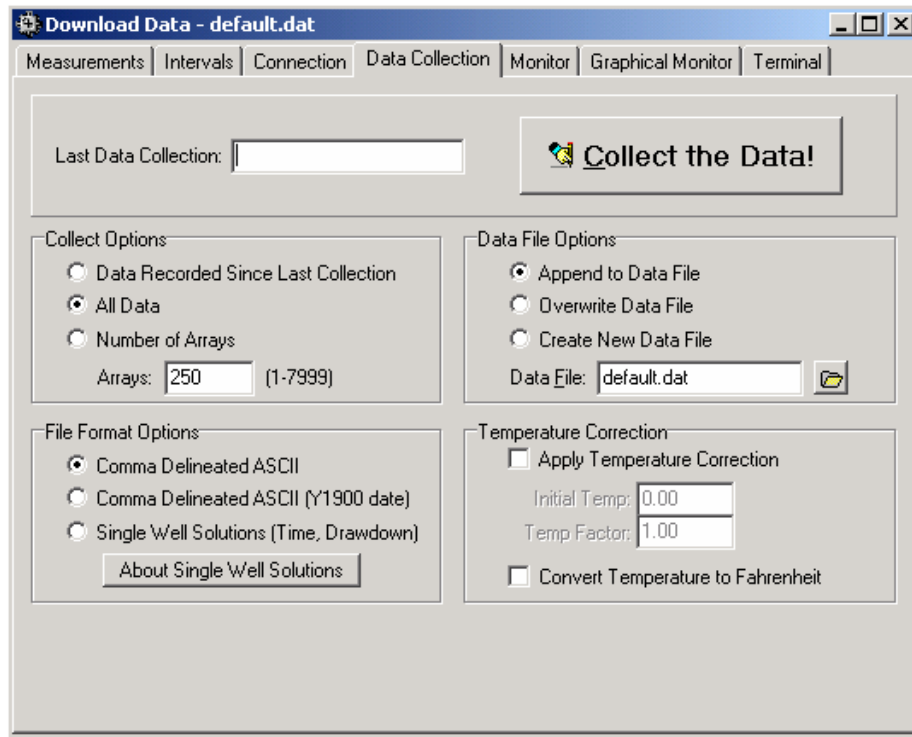 Download Data - default.dat
Measurements Intervals Connection Data Collection Monitor Graphical Monitor Terminal
Last Data Collection:
Collect the Data!
Collect Options
Data Recorded Since Last Collection
All Data
Number of Arrays
Arrays: 250 (1-7999)
Data File Options
Append to Data File
Overwrite Data File
Create New Data File
Data File: default.dat
File Format Options
Comma Delineated ASCII
Comma Delineated ASCII (Y1900 date)
Single Well Solutions (Time, Drawdown)
About Single Well Solutions
Temperature Correction
Apply Temperature Correction
Initial Temp: 0.00
Temp Factor: 1.00
Convert Temperature to Fahrenheit